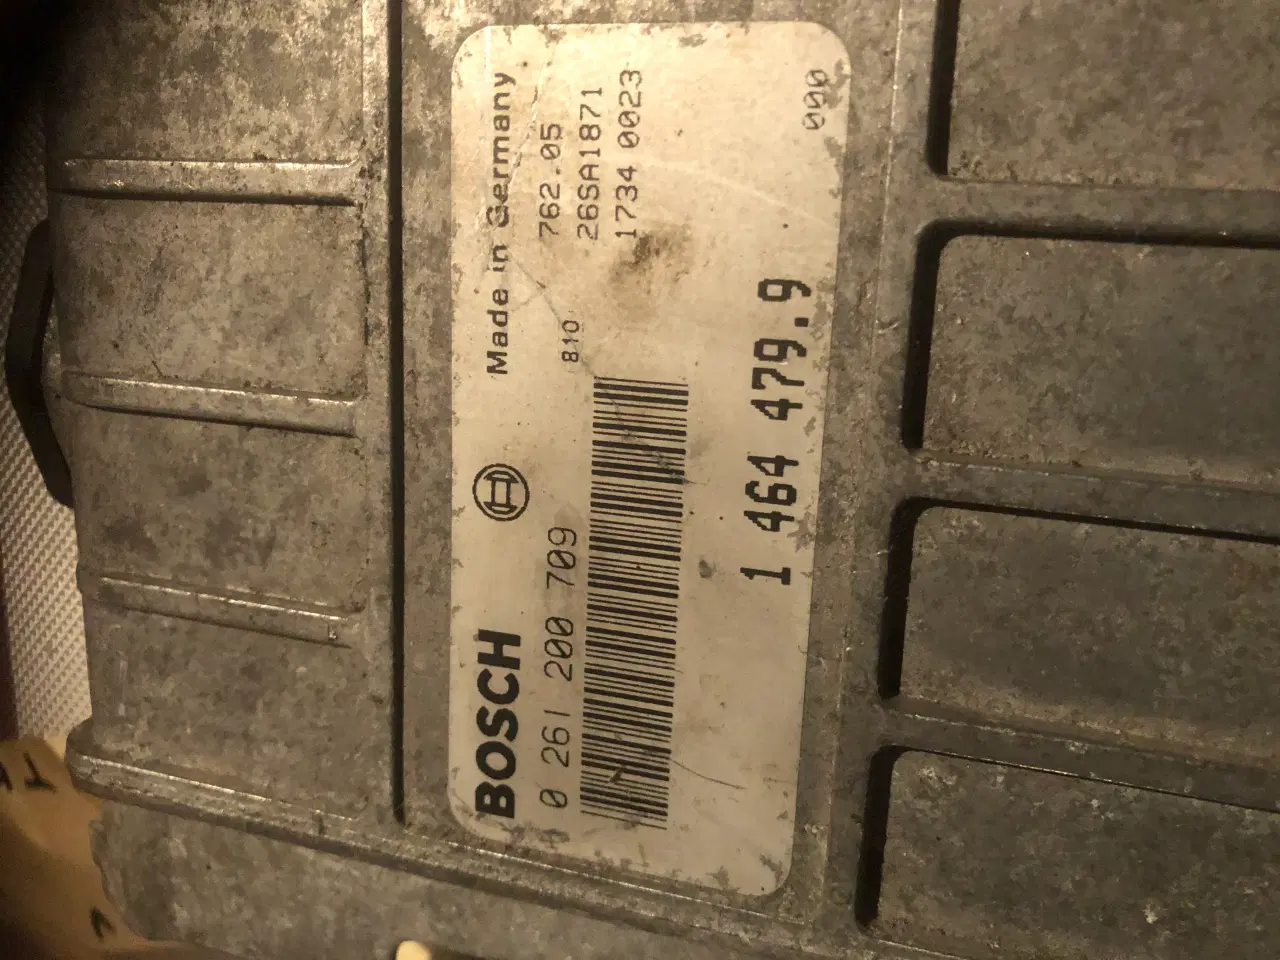 BOSCH
Made in Germany
0 261 200 709
810
762.05
26SA1871
1734 0023
1 464 479.9
000